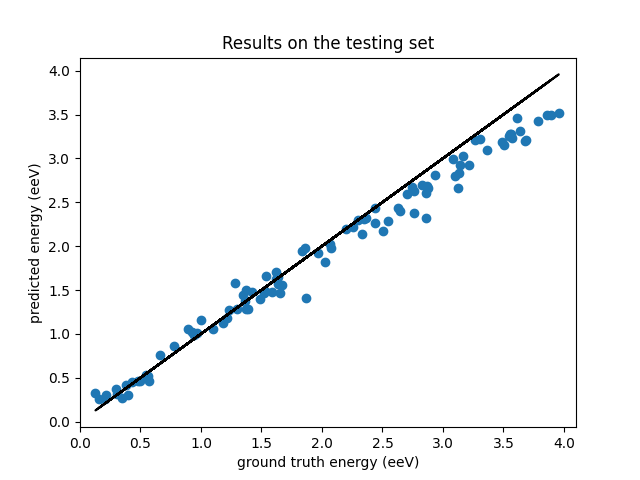 Results on the testing set
predicted energy (eeV)
4.0
3.5
3.0
2.5
2.0
1.5
1.0
0.5
0.0
0.0 0.5 1.0 1.5 2.0 2.5 3.0 3.5 4.0
ground truth energy (eeV)